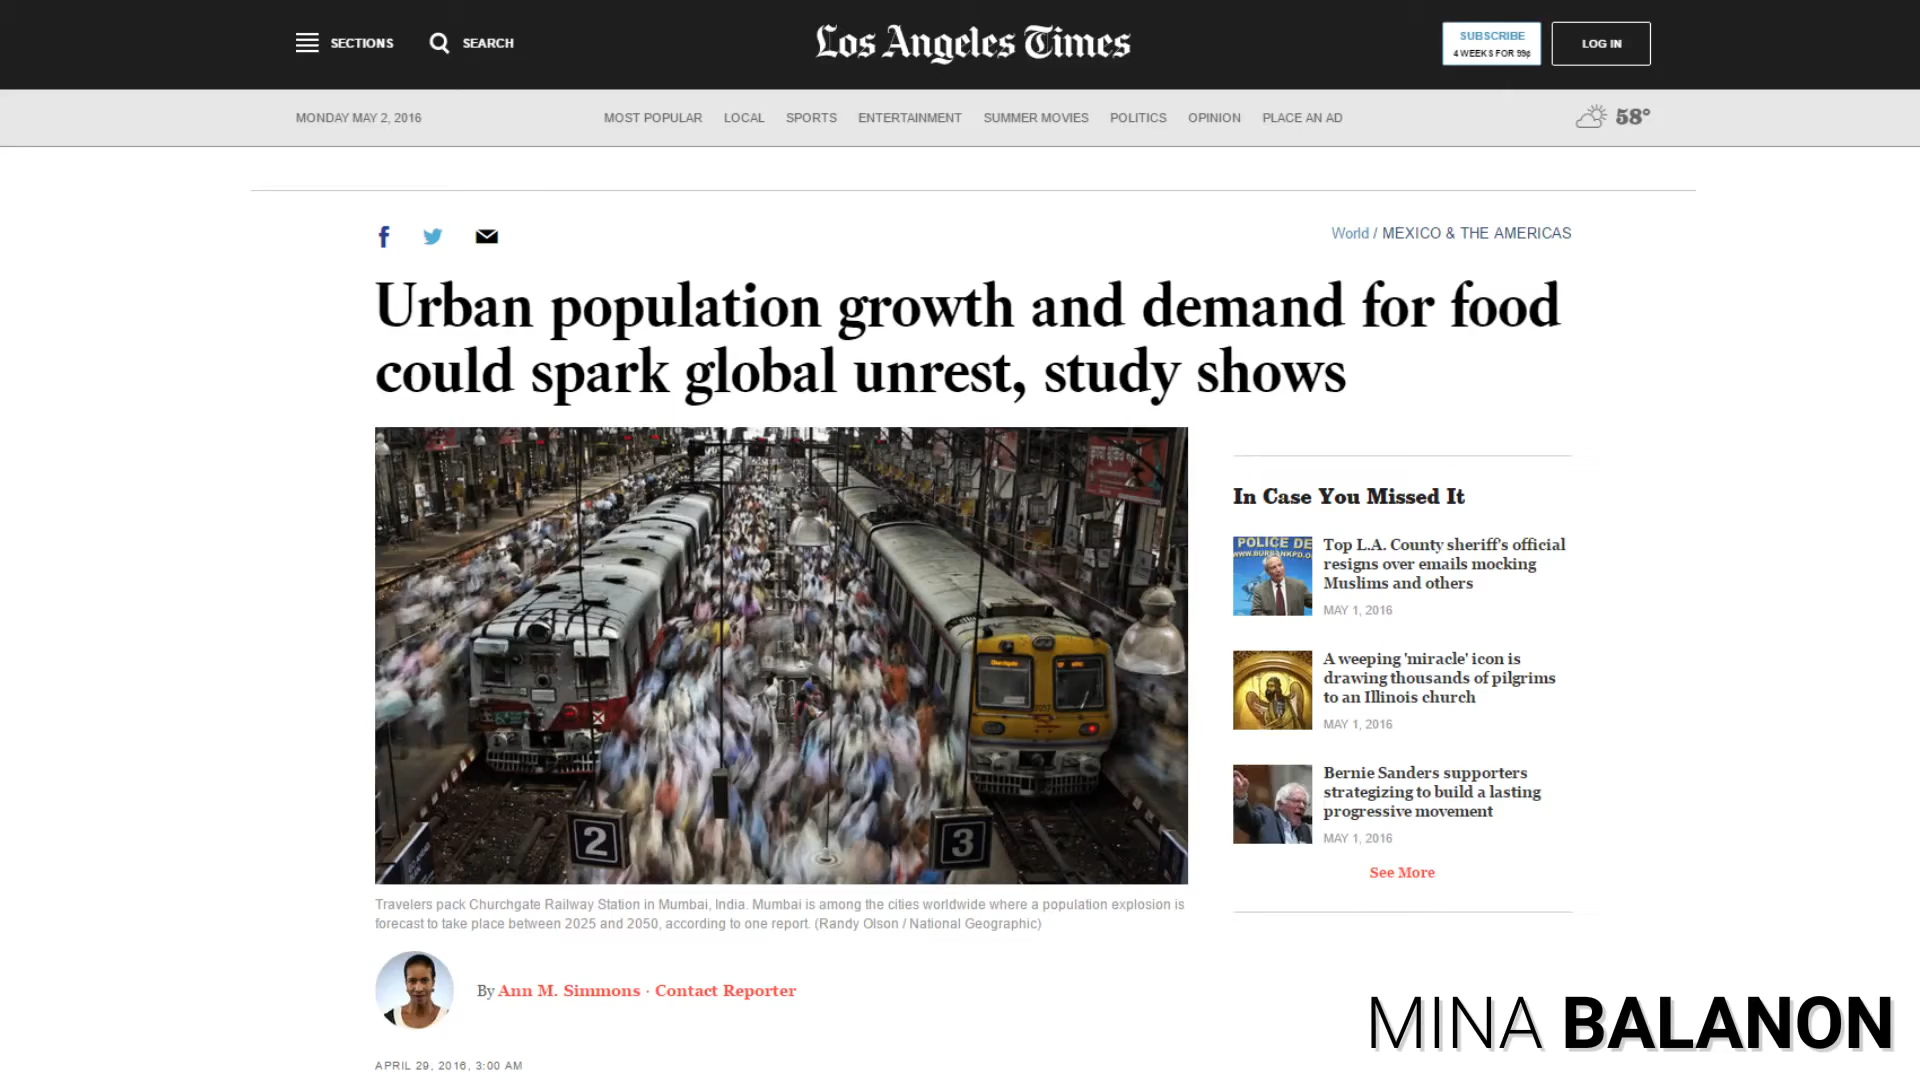 SECTIONS
SEARCH
Los Angeles Times
SUBSCRIBE
4 WEEKS FOR 99¢
LOG IN
MONDAY MAY 2, 2016
MOST POPULAR
LOCAL
SPORTS
ENTERTAINMENT
SUMMER MOVIES
POLITICS
OPINION
PLACE AN AD
58°
World / MEXICO & THE AMERICAS
Urban population growth and demand for food
could spark global unrest, study shows
2
3
Travelers pack Churchgate Railway Station in Mumbai, India. Mumbai is among the cities worldwide where a population explosion is
forecast to take place between 2025 and 2050, according to one report. (Randy Olson / National Geographic)
By Ann M. Simmons · Contact Reporter
APRIL 29, 2016, 3:00 AM
In Case You Missed It
POLICE DE
WWW.BURBANKPD.O
Top L.A. County sheriff's official
resigns over emails mocking
Muslims and others
MAY 1, 2016
A weeping 'miracle' icon is
drawing thousands of pilgrims
to an Illinois church
MAY 1, 2016
Bernie Sanders supporters
strategizing to build a lasting
progressive movement
MAY 1, 2016
See More
MINA BALANON